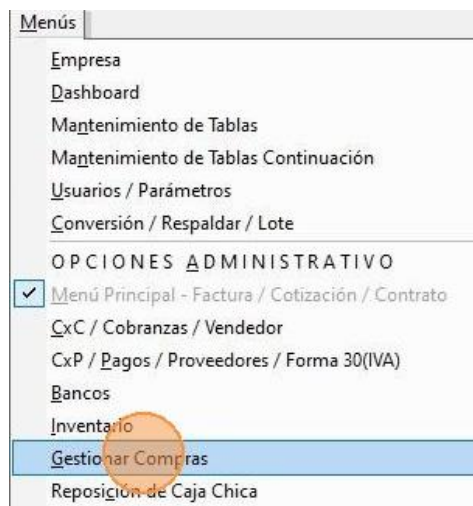 Menús
Empresa
Dashboard
Mantenimiento de Tablas
Mantenimiento de Tablas Continuación
Usuarios / Parámetros
Conversión / Respaldar / Lote
OPCIONES ADMINISTRATIVO
Menú Principal - Factura / Cotización / Contrato
CxC / Cobranzas / Vendedor
CxP / Pagos / Proveedores / Forma 30(IVA)
Bancos
Inventario
Gestionar Compras
Reposición de Caja Chica